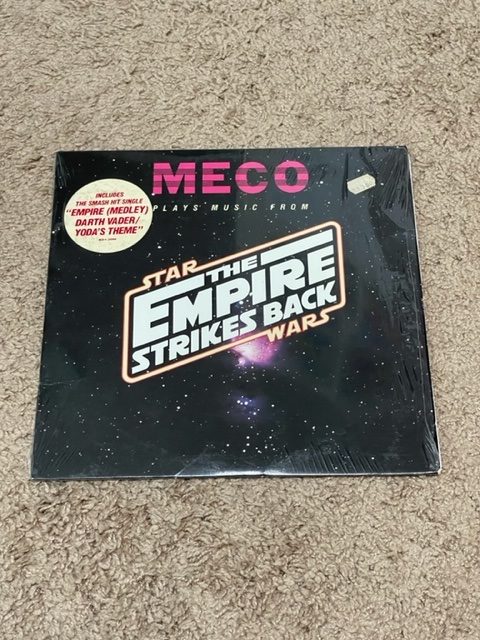 MECO
PLAYS MUSIC FROM
INCLUDES
THE SMASH HIT SINGLE
"EMPIRE (MEDLEY)
DARTH VADER/
YODA'S THEME"
STAR
THE
EMPIRE
STRIKES BACK
WARS